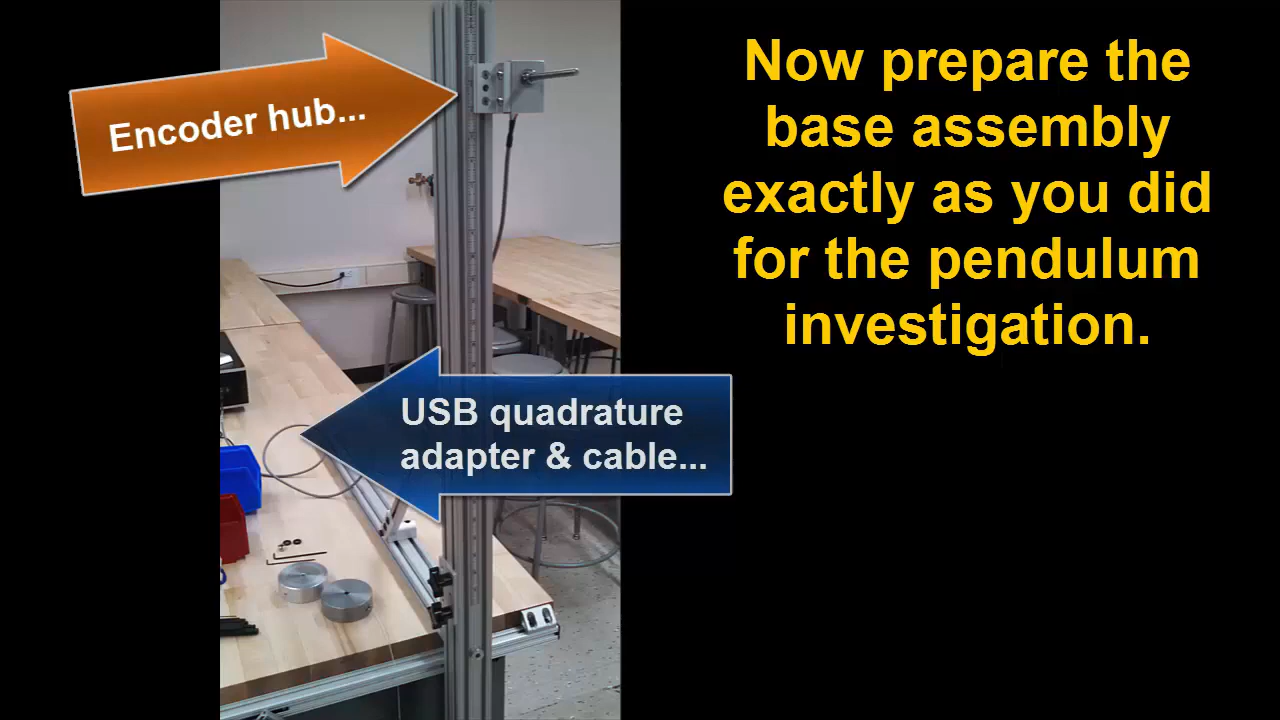 Encoder hub...
Now prepare the
base assembly
exactly as you did
for the pendulum
investigation.
USB quadrature
adapter & cable...